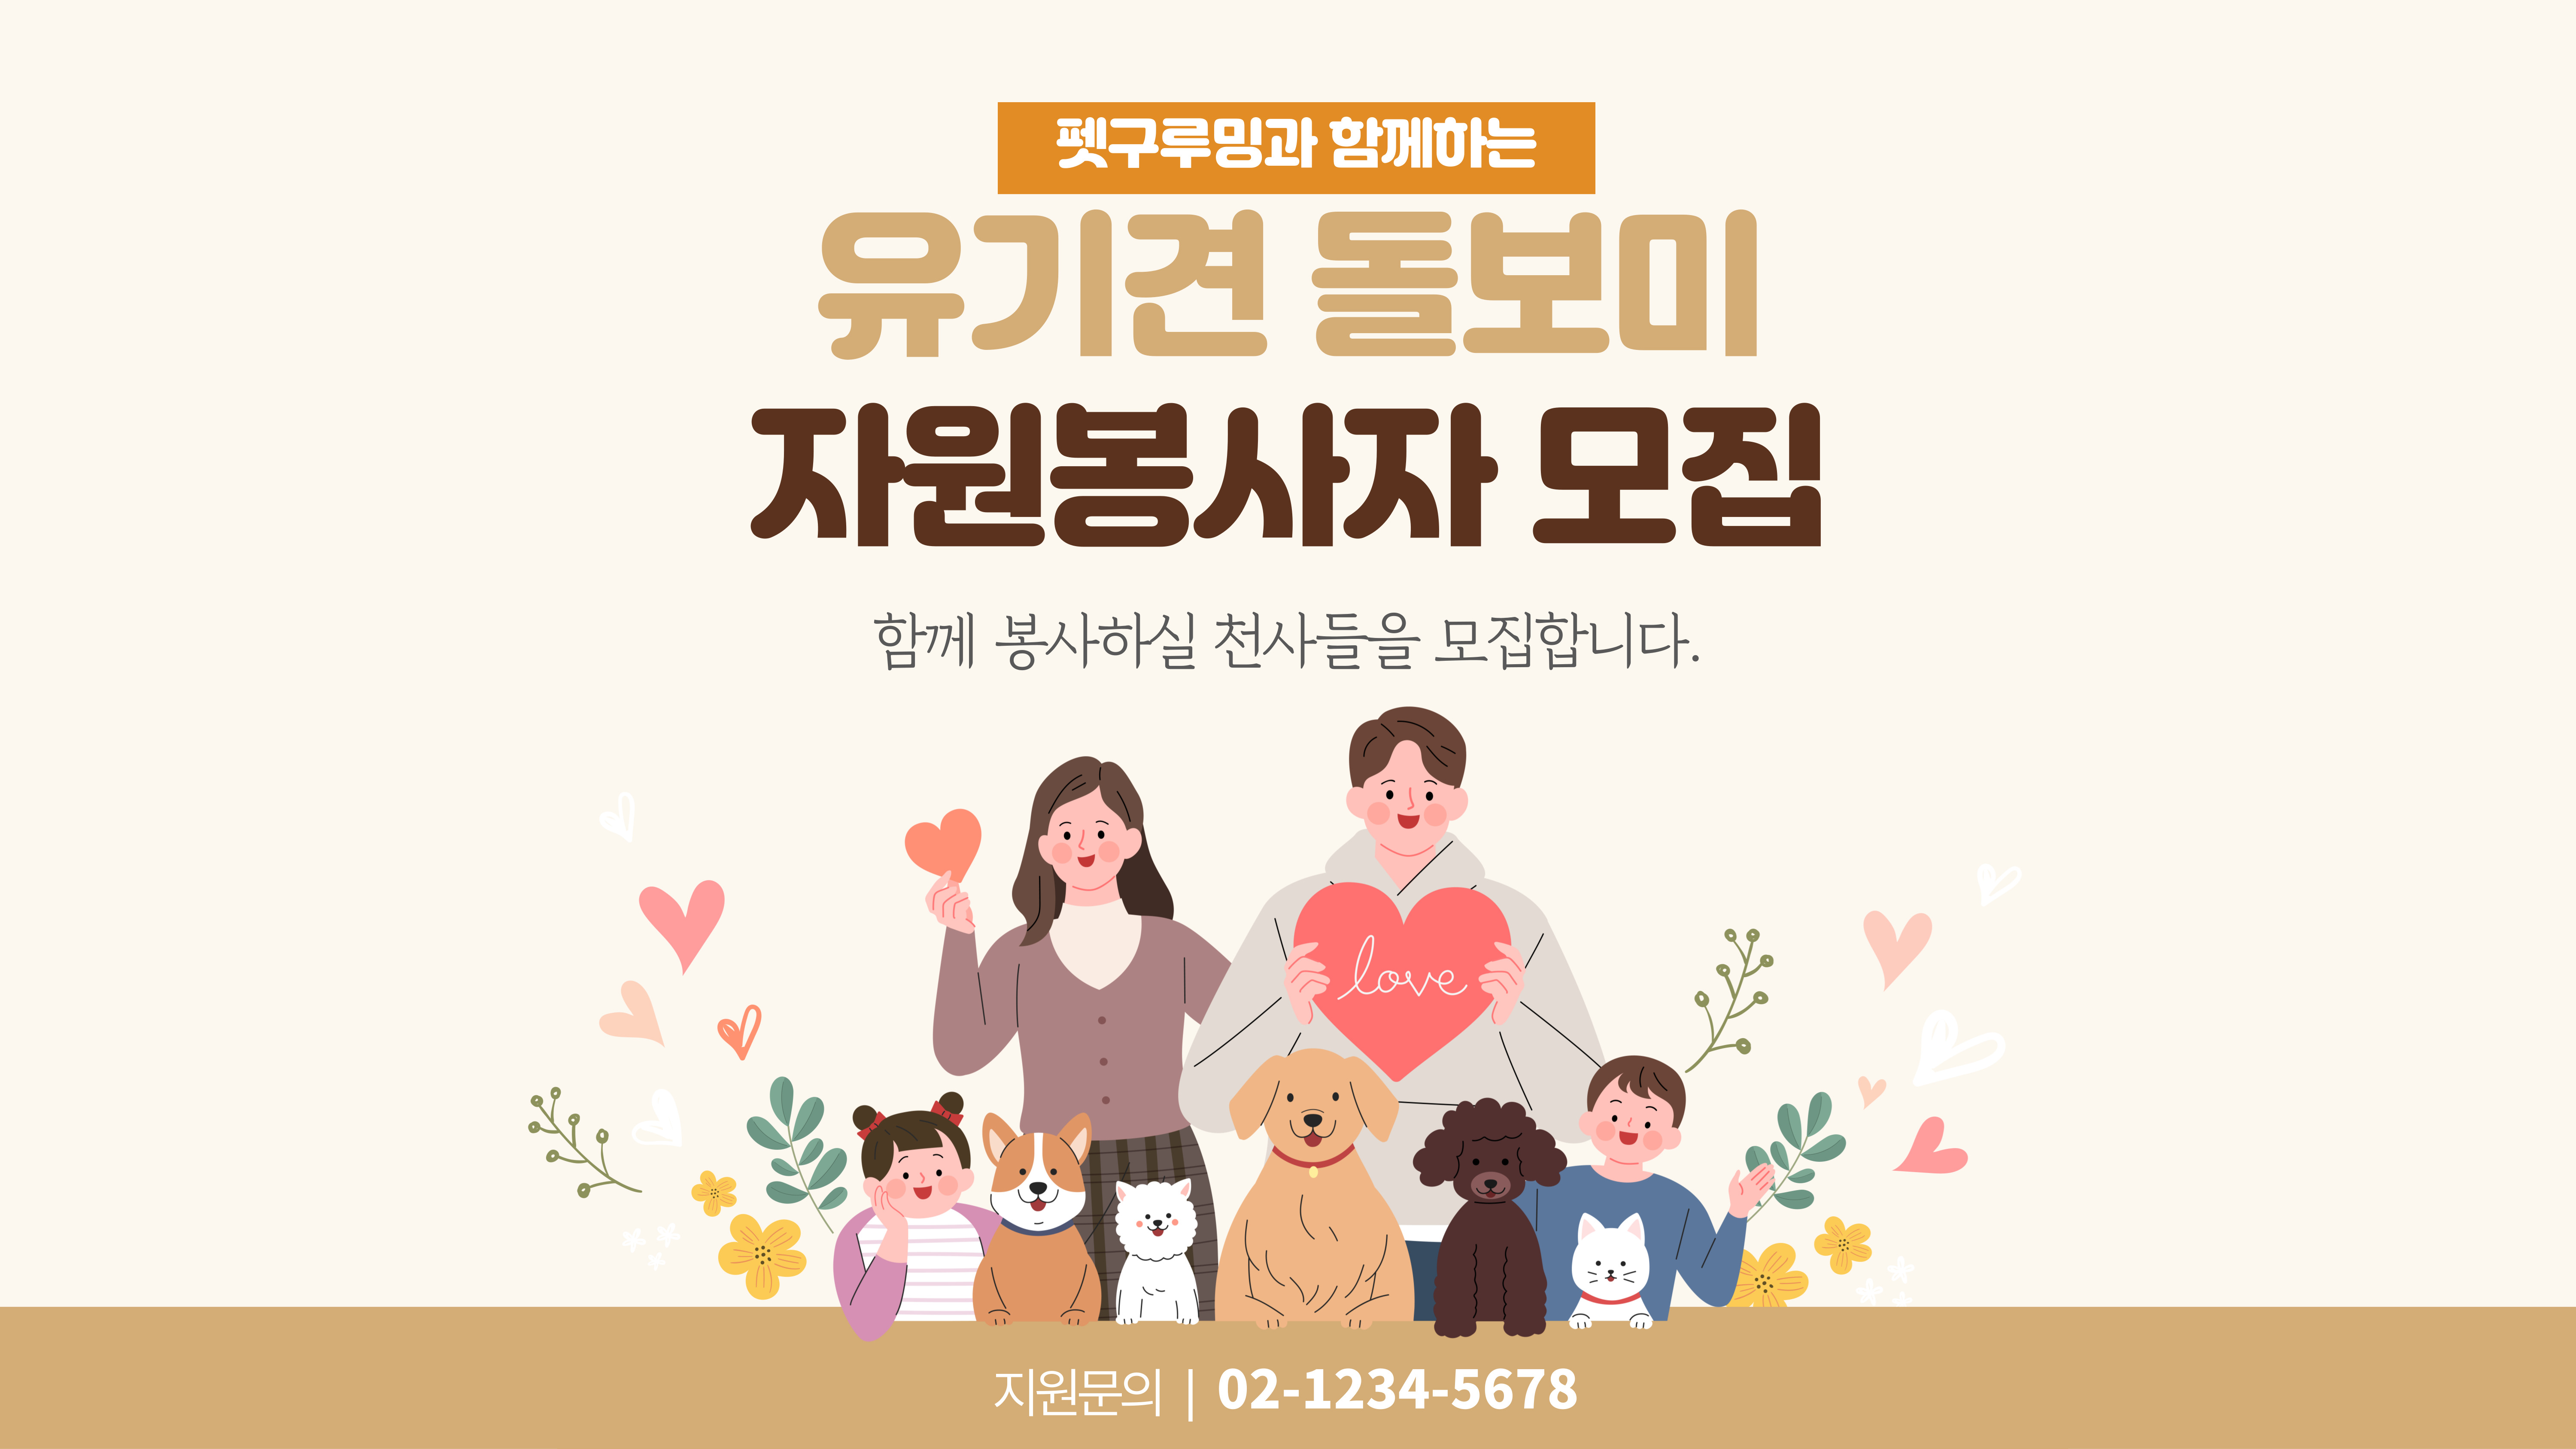 펫구루밍과 함께하는
유기견 돌보미
자원봉사자 모집
함께 봉사하실 천사들을 모집합니다.
love
지원문의 | 02-1234-5678